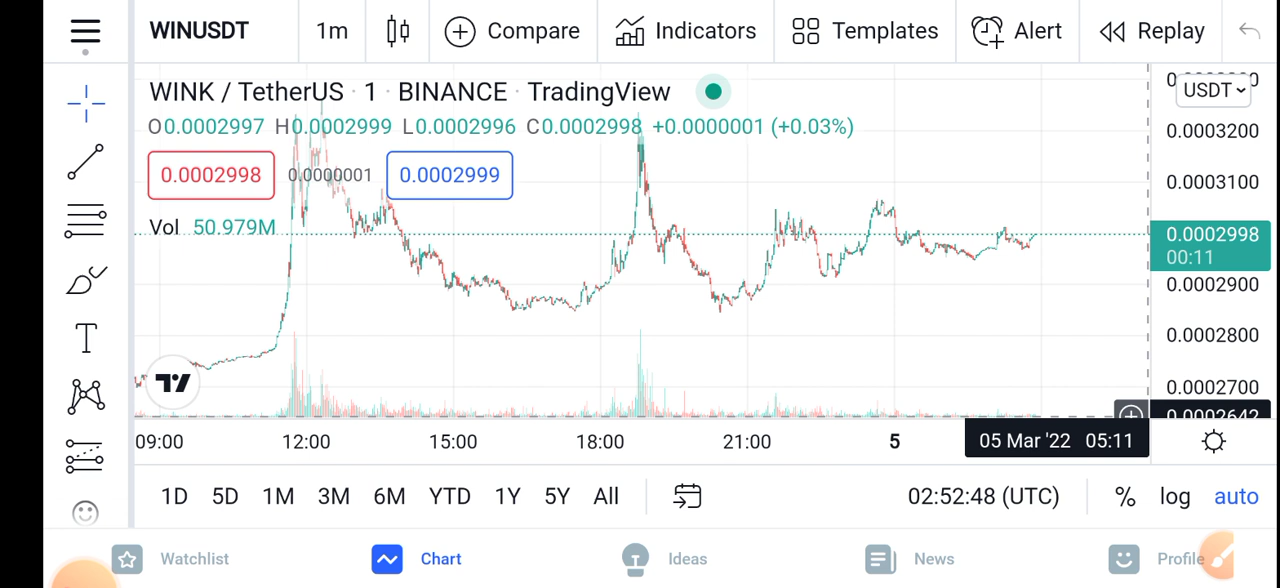 WINUSDT 1m Compare Indicators Templates Alert Replay
WINK / TetherUS · 1 · BINANCE · TradingView
O0.0002997 H0.0002999 L0.0002996 C0.0002998 +0.0000001 (+0.03%)
0.0002998 0.0000001 0.0002999
Vol 50.979M
USDT
0.0003200
0.0003100
0.0002998
00:11
0.0002900
0.0002800
0.0002700
0.0002642
09:00 12:00 15:00 18:00 21:00 5 05 Mar '22 05:11
1D 5D 1M 3M 6M YTD 1Y 5Y All 02:52:48 (UTC) % log auto
Watchlist Chart Ideas News Profile